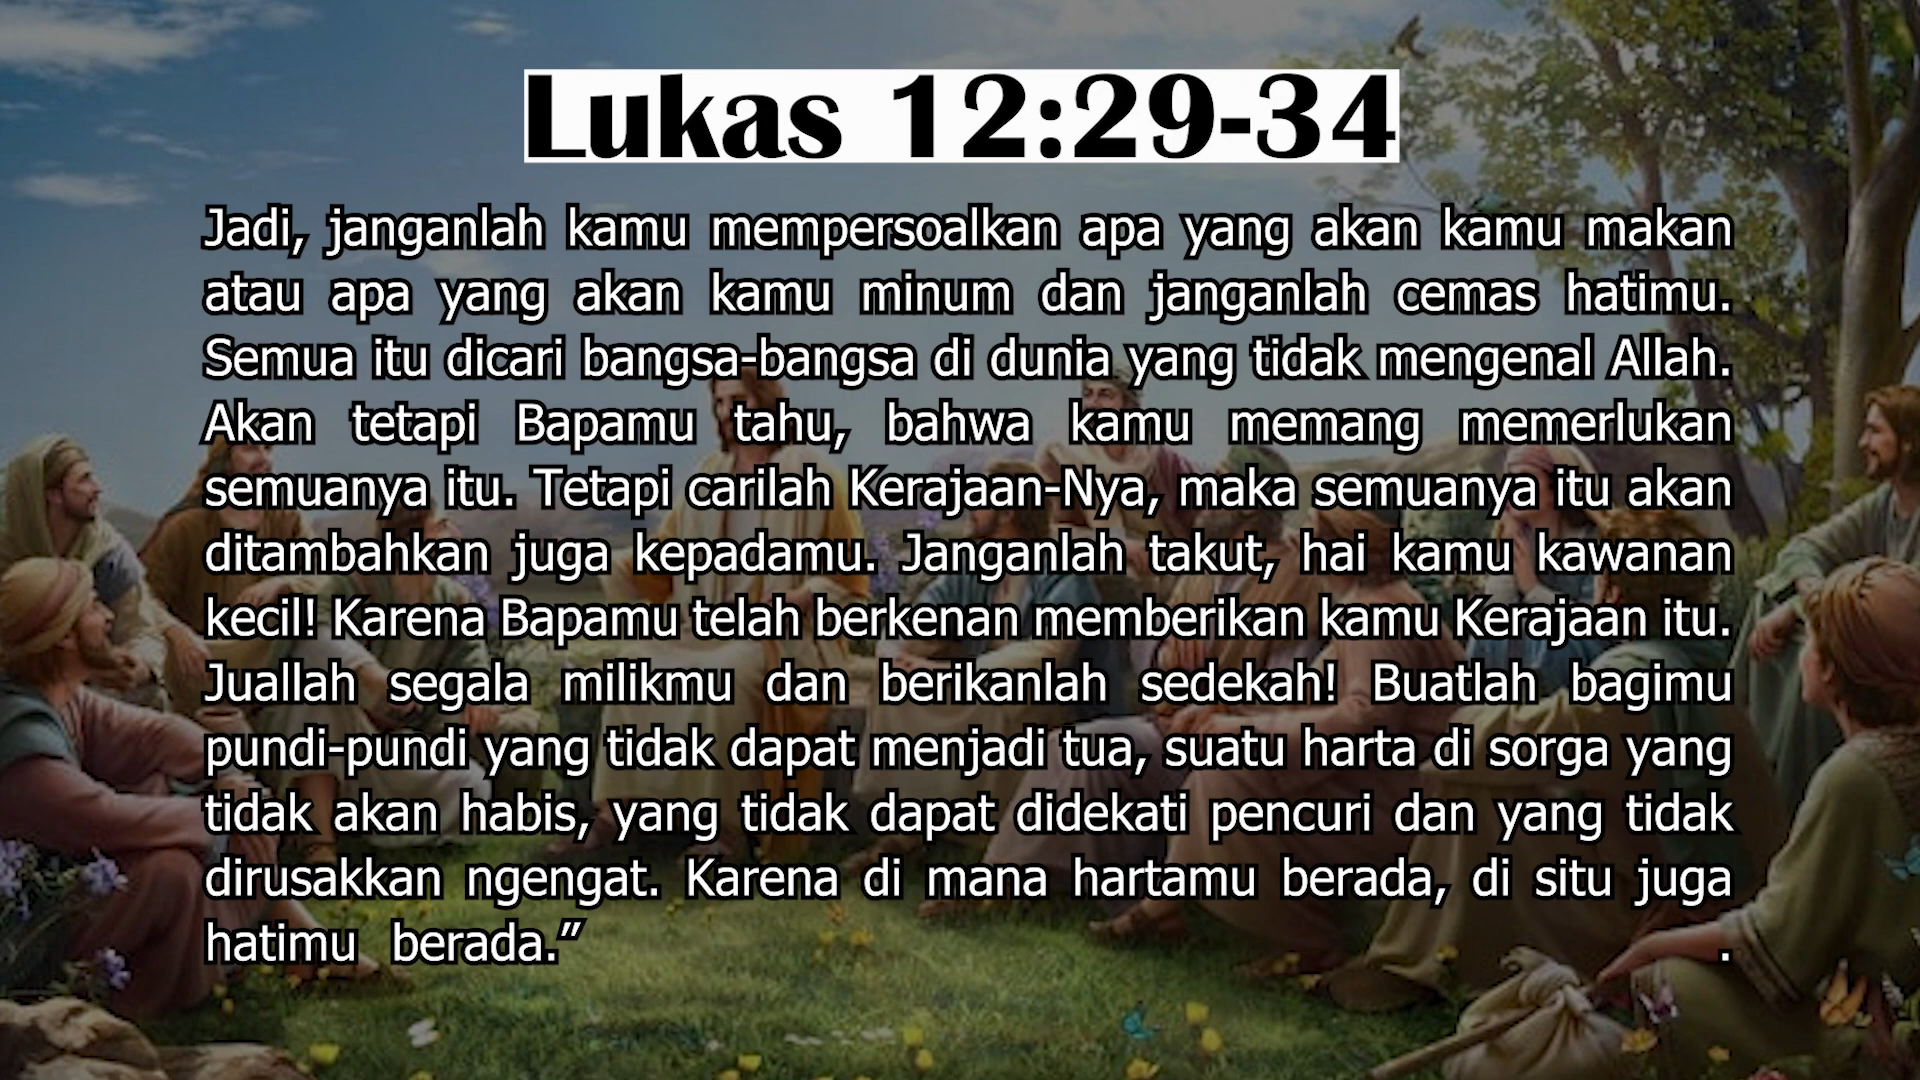 Lukas 12:29-34
Jadi, janganlah kamu mempersoalkan apa yang akan kamu makan
atau apa yang akan kamu minum dan janganlah cemas hatimu.
Semua itu dicari bangsa-bangsa di dunia yang tidak mengenal Allah.
Akan tetapi Bapamu tahu, bahwa kamu memang memerlukan
semuanya itu. Tetapi carilah Kerajaan-Nya, maka semuanya itu akan
ditambahkan juga kepadamu. Janganlah takut, hai kamu kawanan
kecil! Karena Bapamu telah berkenan memberikan kamu Kerajaan itu.
Juallah segala milikmu dan berikanlah sedekah! Buatlah bagimu
pundi-pundi yang tidak dapat menjadi tua, suatu harta di sorga yang
tidak akan habis, yang tidak dapat didekati pencuri dan yang tidak
dirusakkan ngengat. Karena di mana hartamu berada, di situ juga
hatimu berada.” .